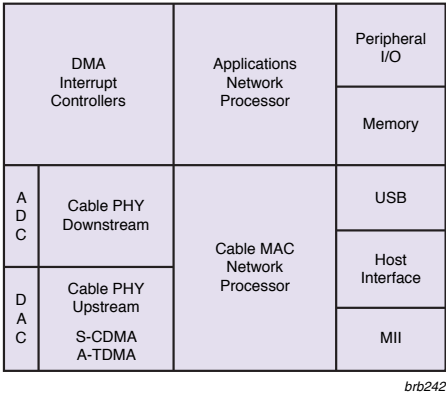 DMA
Interrupt
Controllers
Applications
Network
Processor
Peripheral
I/O
Memory
A
D
C
Cable PHY
Downstream
Cable MAC
Network
Processor
USB
Host
Interface
MII
D
A
C
Cable PHY
Upstream
S-CDMA
A-TDMA
brb242